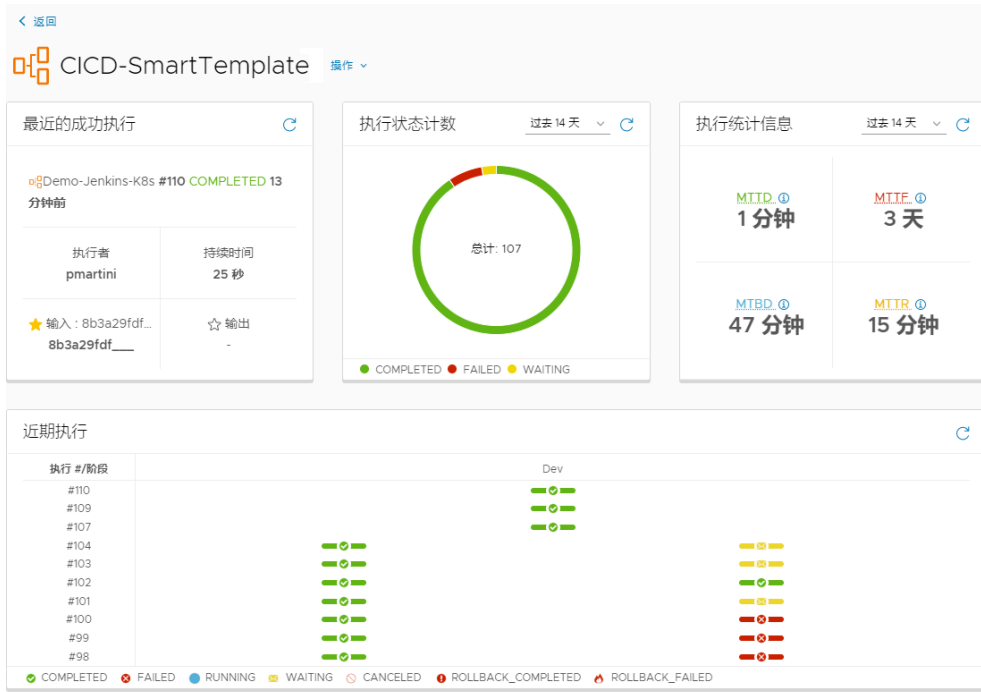 返回
CICD-SmartTemplate 操作
最近的成功执行
Demo-Jenkins-K8s #110 COMPLETED 13
分钟前
执行者
pmartini
持续时间
25 秒
输入 : 8b3a29fdf...
8b3a29fdf___
输出
-
执行状态计数 过去 14 天
总计: 107
COMPLETED FAILED WAITING
执行统计信息 过去 14 天
MTTD
1 分钟
MTTF
3 天
MTBD
47 分钟
MTTR
15 分钟
近期执行
执行 #/阶段 Dev
#110
#109
#107
#104
#103
#102
#101
#100
#99
#98
COMPLETED FAILED RUNNING WAITING CANCELED ROLLBACK_COMPLETED ROLLBACK_FAILED